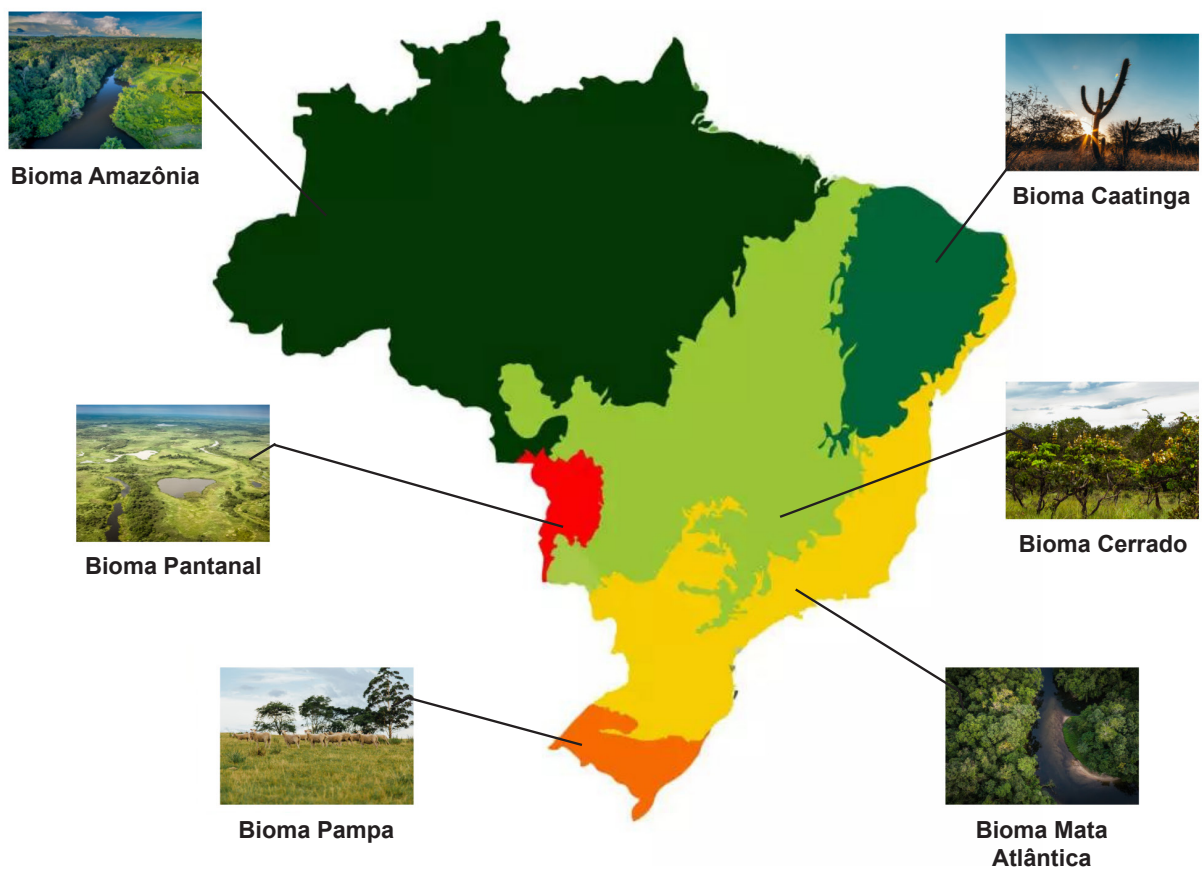 Bioma Amazônia
Bioma Caatinga
Bioma Pantanal
Bioma Cerrado
Bioma Pampa
Bioma Mata
Atlântica